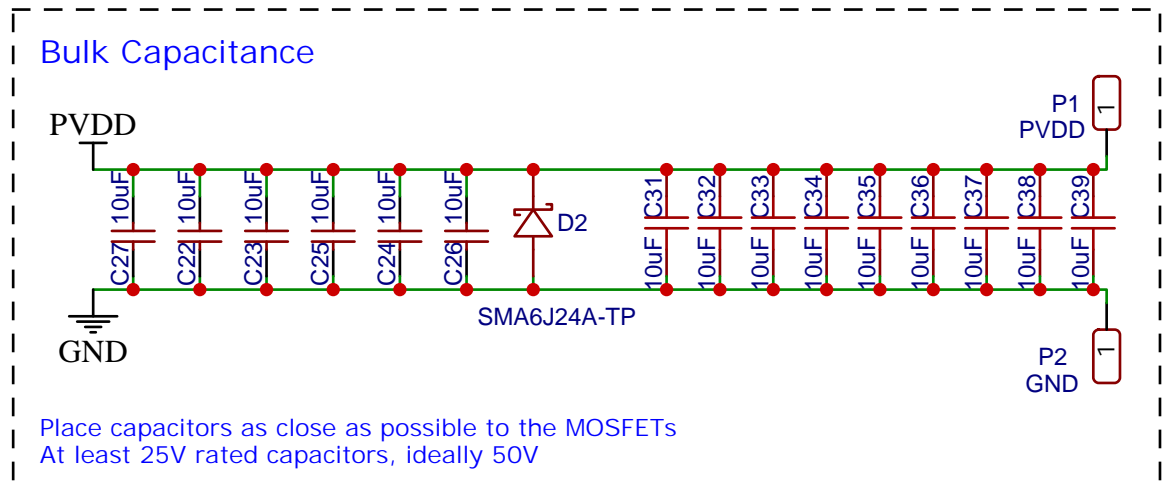 Bulk Capacitance
PVDD
P1
PVDD
1
10uF
10uF
10uF
10uF
10uF
10uF
C31
C32
C33
C34
C35
C36
C37
C38
C39
D2
C27
C22
C23
C25
C24
C26
10uF
10uF
10uF
10uF
10uF
10uF
10uF
10uF
10uF
SMA6J24A-TP
GND
P2
GND
1
Place capacitors as close as possible to the MOSFETs
At least 25V rated capacitors, ideally 50V